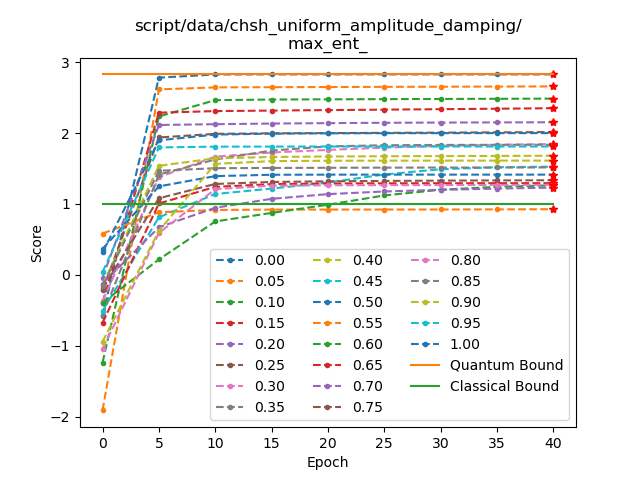 script/data/chsh_uniform_amplitude_damping/
max_ent_
3
2
1
0
−1
−2
Score
0 5 10 15 20 25 30 35 40
Epoch
0.00 0.40 0.80
0.05 0.45 0.85
0.10 0.50 0.90
0.15 0.55 0.95
0.20 0.60 1.00
0.25 0.65 Quantum Bound
0.30 0.70 Classical Bound
0.35 0.75